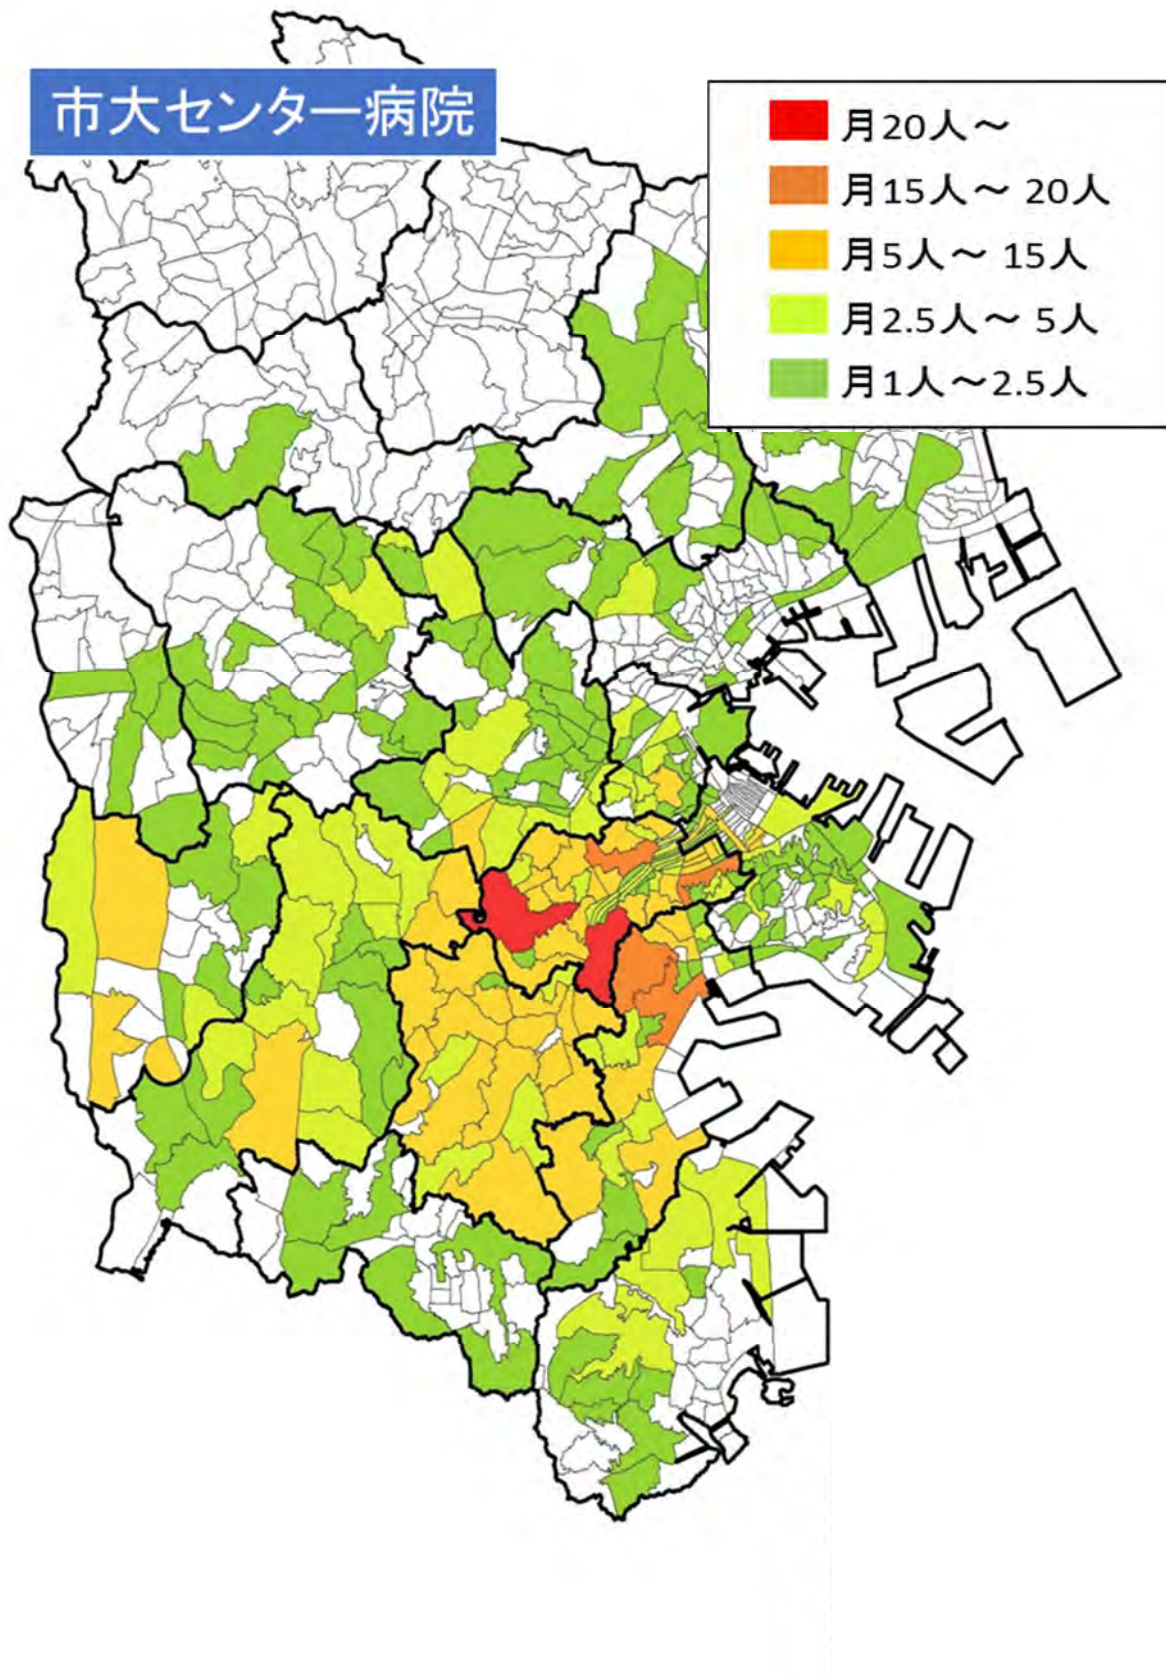 市大センター病院
月20人～
月15人～ 20人
月5人～ 15人
月2.5人～ 5人
月1人～2.5人